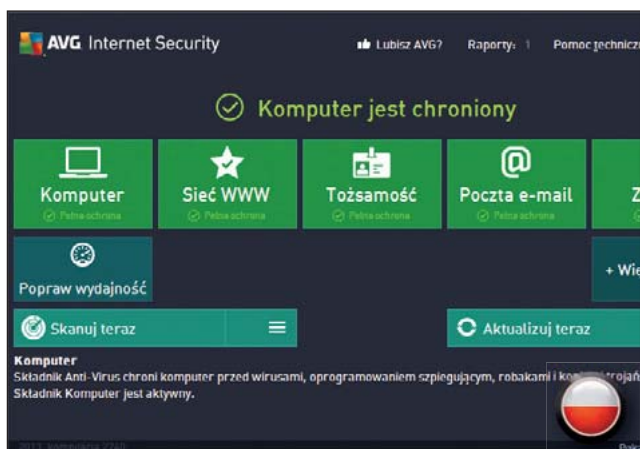 AVG Internet Security
Lubisz AVG?
Raporty: 1
Pomoc techniczn
Komputer jest chroniony
Komputer
Pełna ochrona
Sieć WWW
Pełna ochrona
Tożsamość
Pełna ochrona
Poczta e-mail
Pełna ochrona
Z
Popraw wydajność
+ Wię
Skanuj teraz
Aktualizuj teraz
Komputer
Składnik Anti-Virus chroni komputer przed wirusami, oprogramowaniem szpiegującym, robakami i
Składnik Komputer jest aktywny.